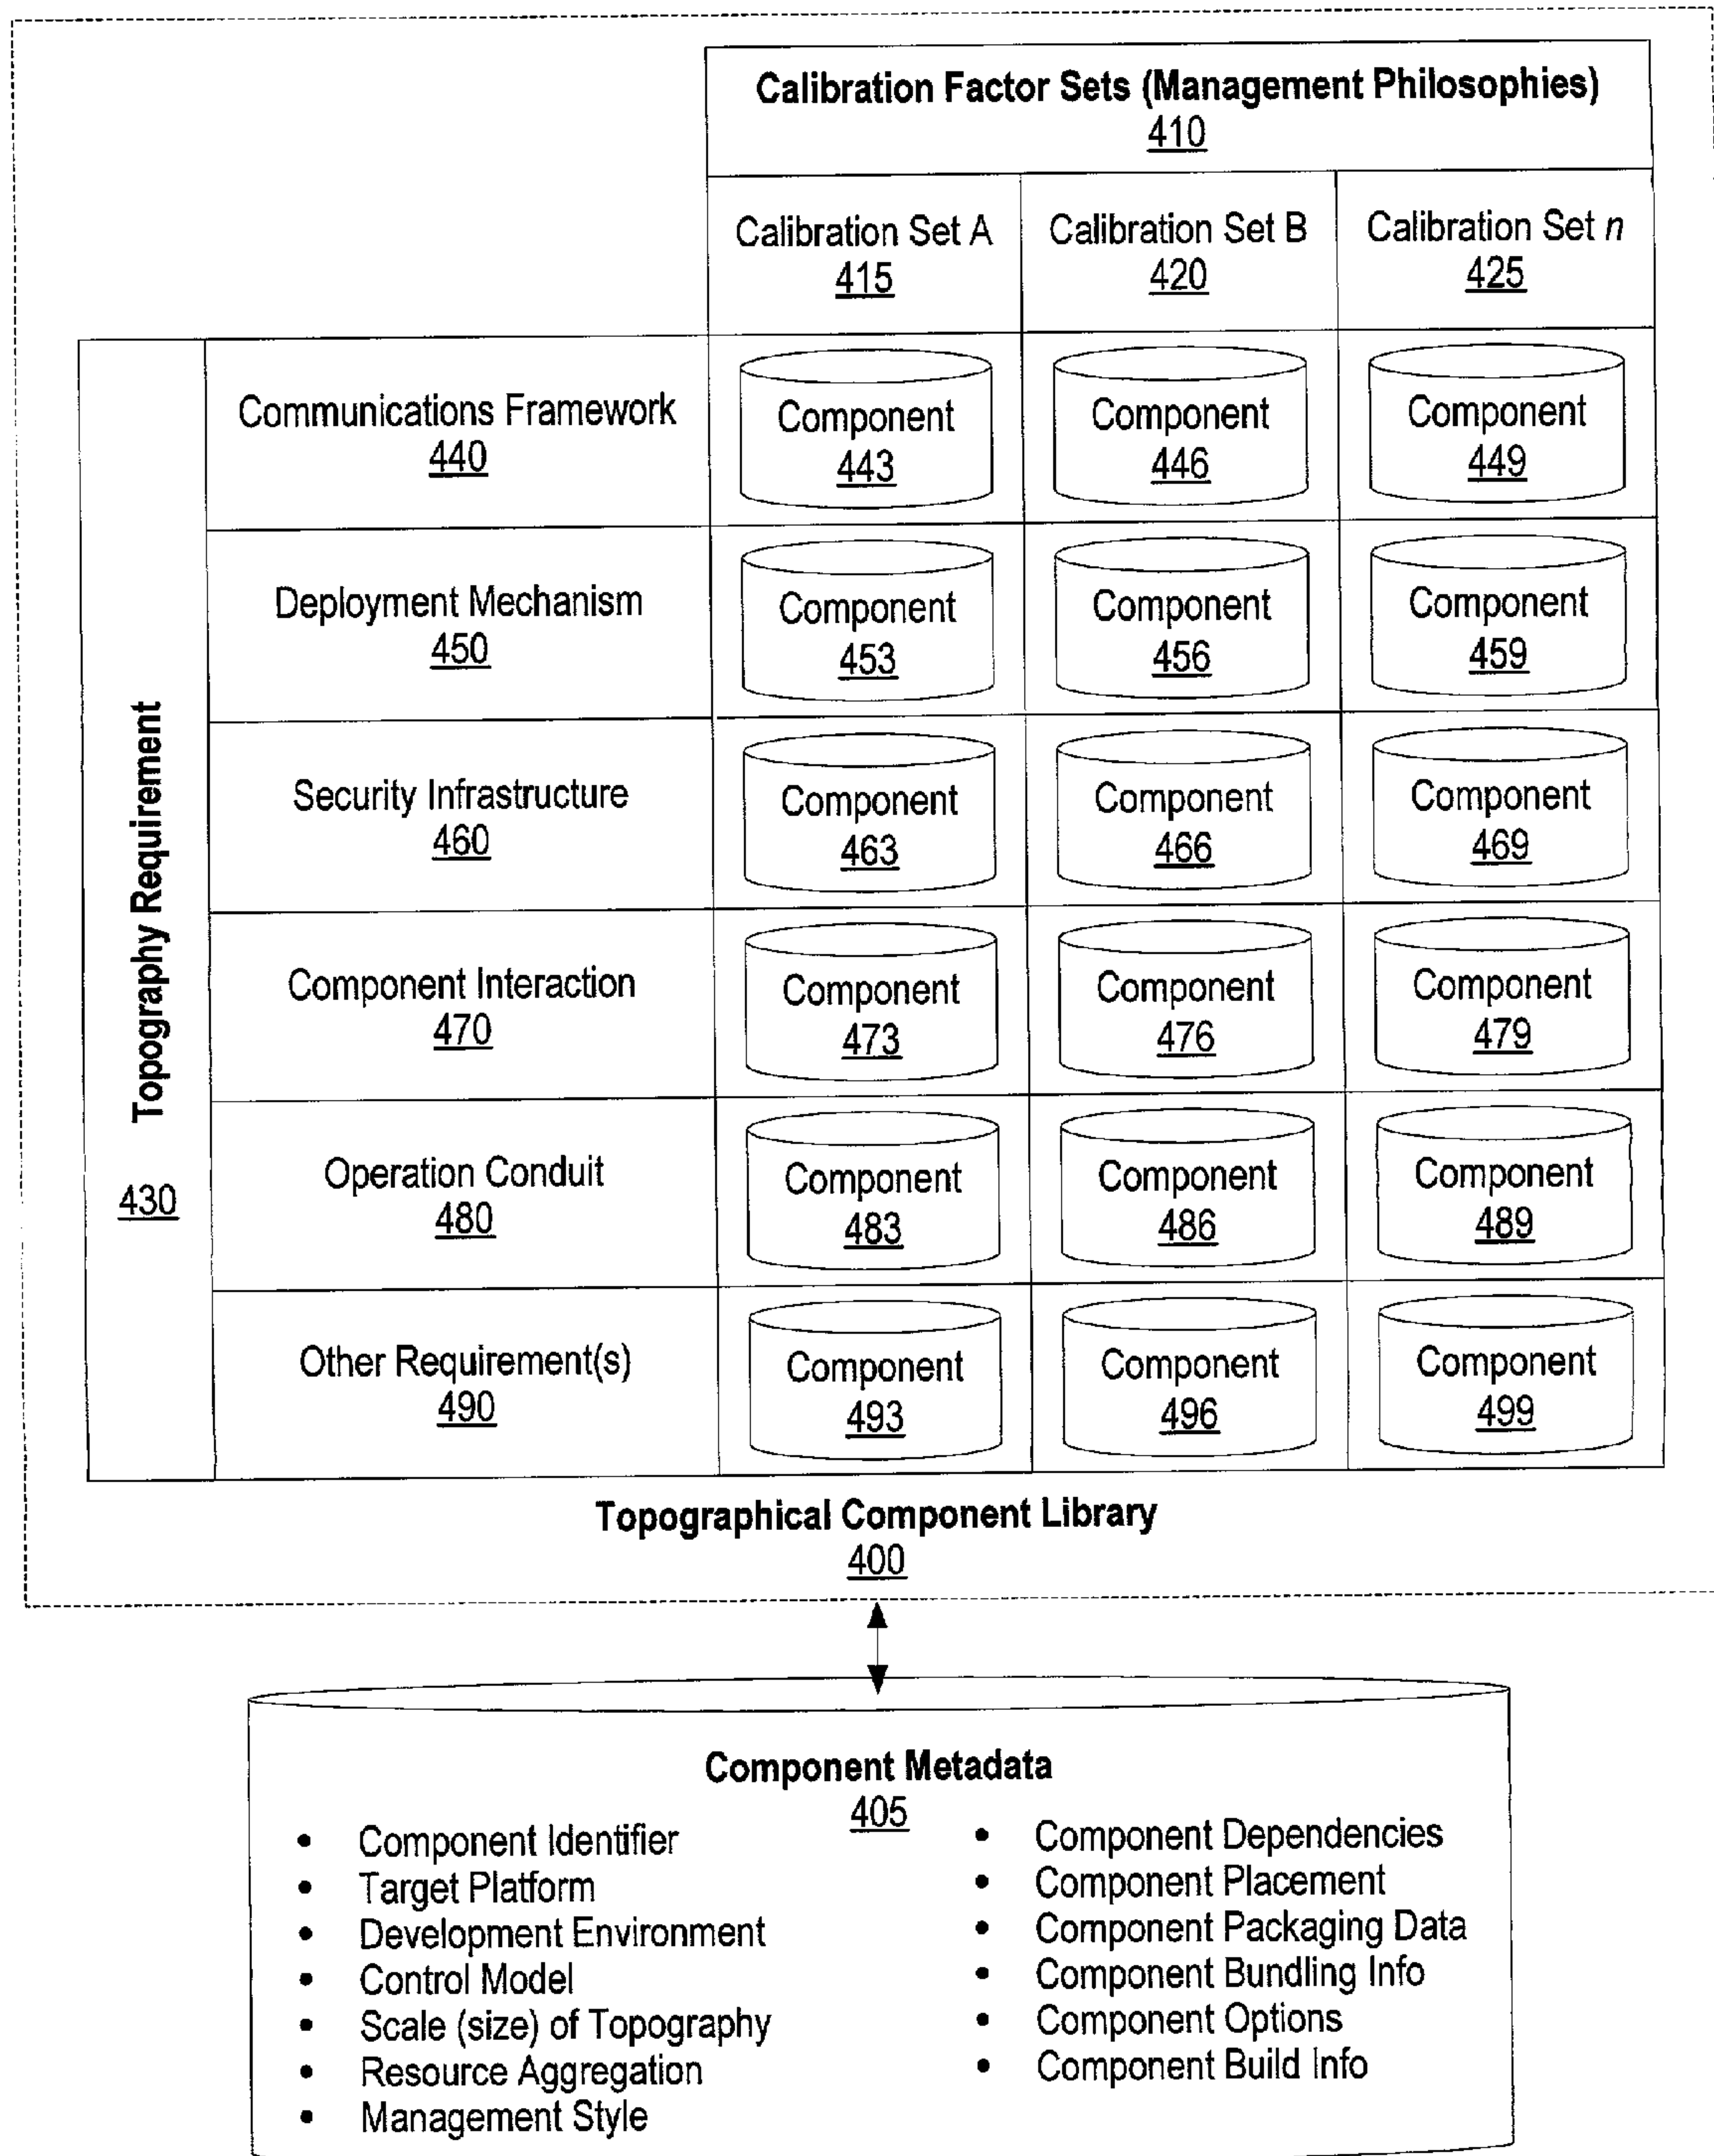 Calibration Factor Sets (Management Philosophies)
410
Calibration Set A
415
Calibration Set B
420
Calibration Set n
425
Topography Requirement
430
Communications Framework
440
Component
443
Component
446
Component
449
Deployment Mechanism
450
Component
453
Component
456
Component
459
Security Infrastructure
460
Component
463
Component
466
Component
469
Component Interaction
470
Component
473
Component
476
Component
479
Operation Conduit
480
Component
483
Component
486
Component
489
Other Requirement(s)
490
Component
493
Component
496
Component
499
Topographical Component Library
400
Component Metadata
405
• Component Identifier
• Target Platform
• Development Environment
• Control Model
• Scale (size) of Topography
• Resource Aggregation
• Management Style
• Component Dependencies
• Component Placement
• Component Packaging Data
• Component Bundling Info
• Component Options
• Component Build Info